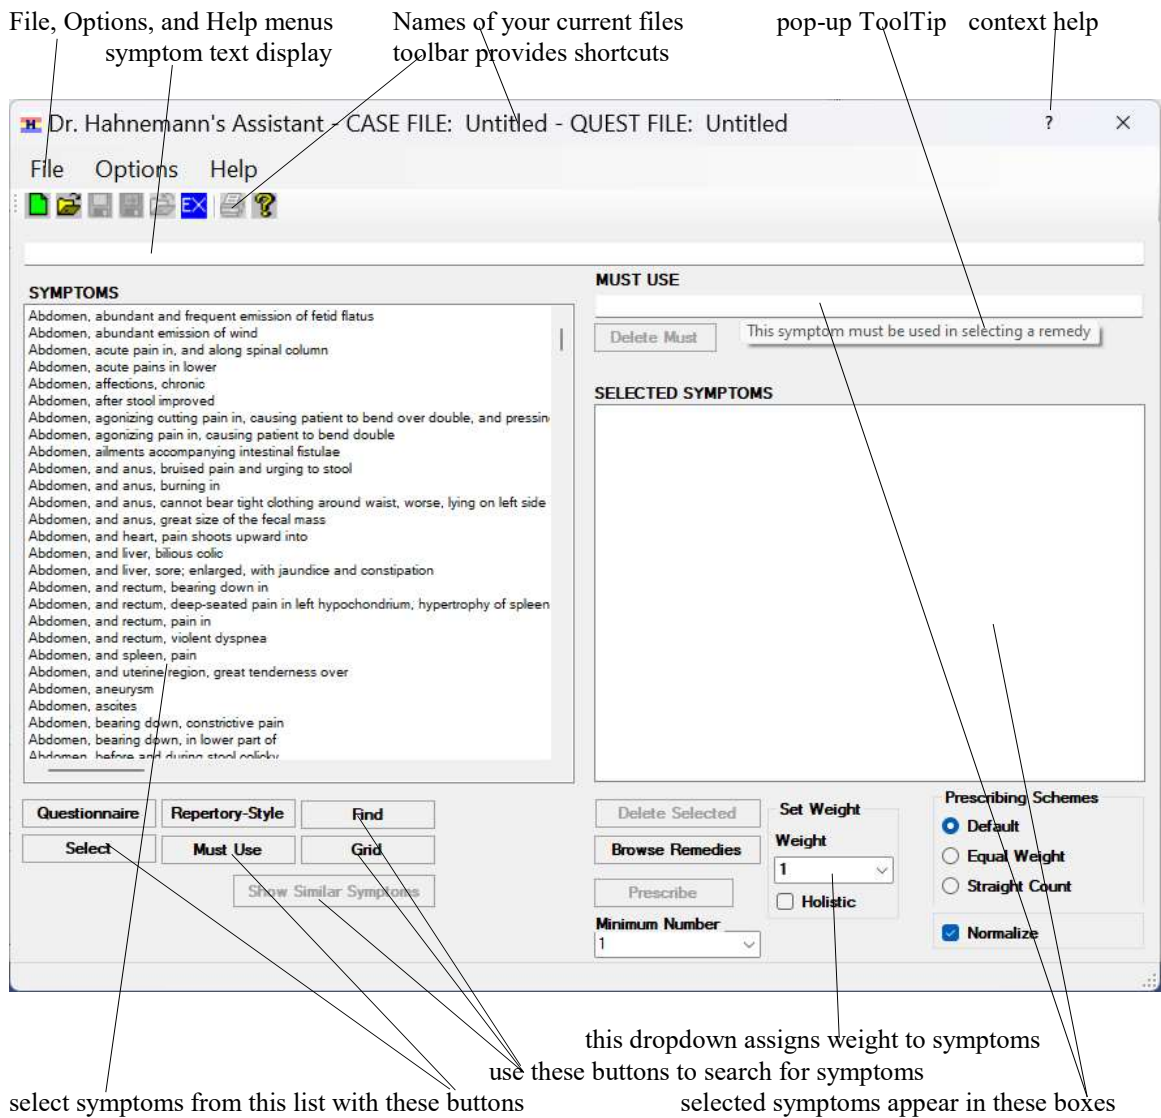 File, Options, and Help menus
Names of your current files
pop-up ToolTip
context help
symptom text display
toolbar provides shortcuts
Dr. Hahnemann's Assistant - CASE FILE: Untitled - QUEST FILE: Untitled
?
File Options Help
EX
SYMPTOMS
Abdomen, abundant and frequent emission of fetid flatus
Abdomen, abundant emission of wind
Abdomen, acute pain in, and along spinal column
Abdomen, acute pains in lower
Abdomen, affections, chronic
Abdomen, after stool improved
Abdomen, agonizing cutting pain in, causing patient to bend over double, and pressin
Abdomen, agonizing pain in, causing patient to bend double
Abdomen, ailments accompanying intestinal fistulae
Abdomen, and anus, bruised pain and urging to stool
Abdomen, and anus, burning in
Abdomen, and anus, cannot bear tight clothing around waist, worse, lying on left side
Abdomen, and anus, great size of the fecal mass
Abdomen, and heart, pain shoots upward into
Abdomen, and liver, bilious colic
Abdomen, and liver, sore; enlarged, with jaundice and constipation
Abdomen, and rectum, bearing down in
Abdomen, and rectum, deep-seated pain in left hypochondrium, hypertrophy of spleen
Abdomen, and rectum, pain in
Abdomen, and rectum, violent dyspnea
Abdomen, and spleen, pain
Abdomen, and uterine region, great tenderness over
Abdomen, aneurysm
Abdomen, ascites
Abdomen, bearing down, constrictive pain
Abdomen, bearing down, in lower part of
Abdomen, before and during stool colicky
MUST USE
Delete Must
This symptom must be used in selecting a remedy
SELECTED SYMPTOMS
Questionnaire
Repertory-Style
Find
Select
Must Use
Grid
Show Similar Symptoms
Delete Selected
Browse Remedies
Prescribe
Minimum Number
1
Set Weight
Weight
1
Holistic
Prescribing Schemes
Default
Equal Weight
Straight Count
Normalize
this dropdown assigns weight to symptoms
use these buttons to search for symptoms
select symptoms from this list with these buttons
selected symptoms appear in these boxes